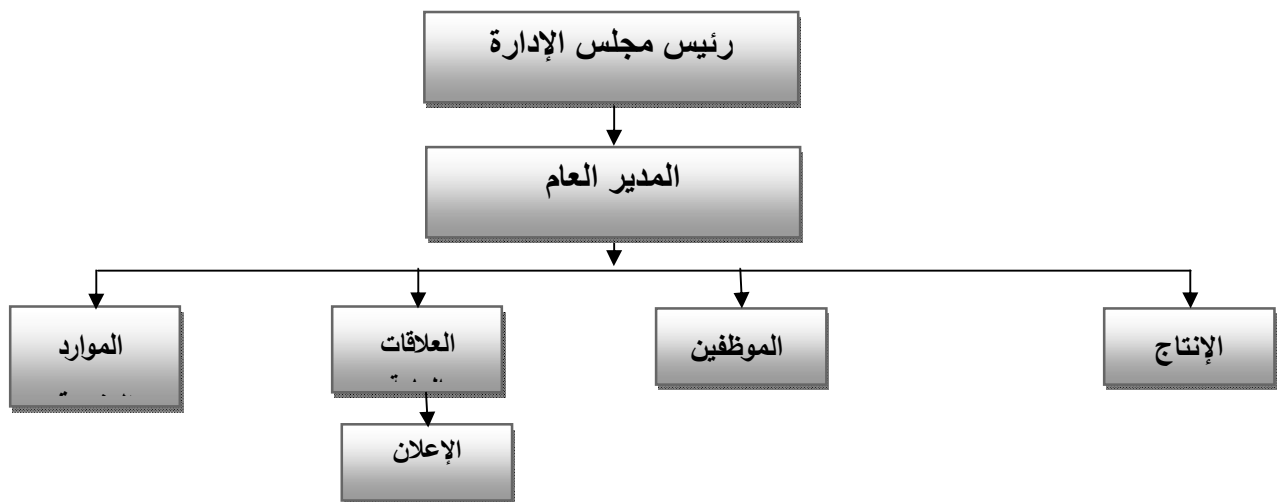 رئيس مجلس الإدارة
المدير العام
الإنتاج
الموظفين
العلاقات
الموارد
الإعلان